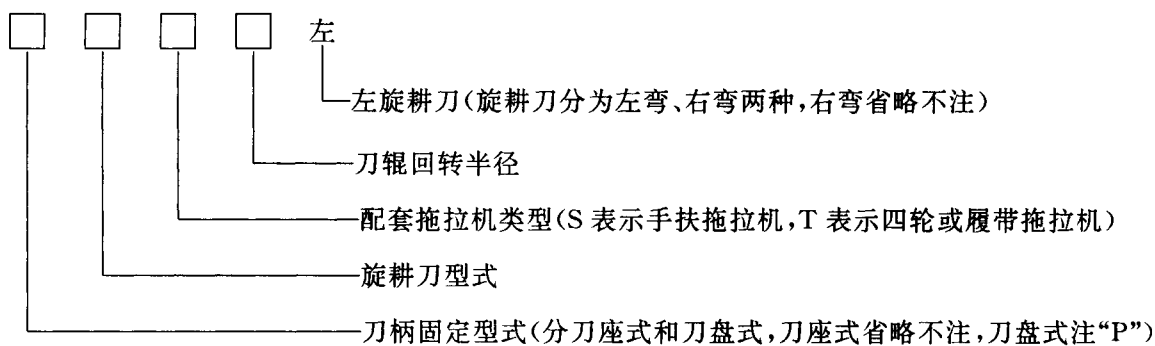 左
左旋耕刀(旋耕刀分为左弯、右弯两种,右弯省略不注)
刀辊回转半径
配套拖拉机类型(S 表示手扶拖拉机,T 表示四轮或履带拖拉机)
旋耕刀型式
刀柄固定型式(分刀座式和刀盘式,刀座式省略不注,刀盘式注“P”)